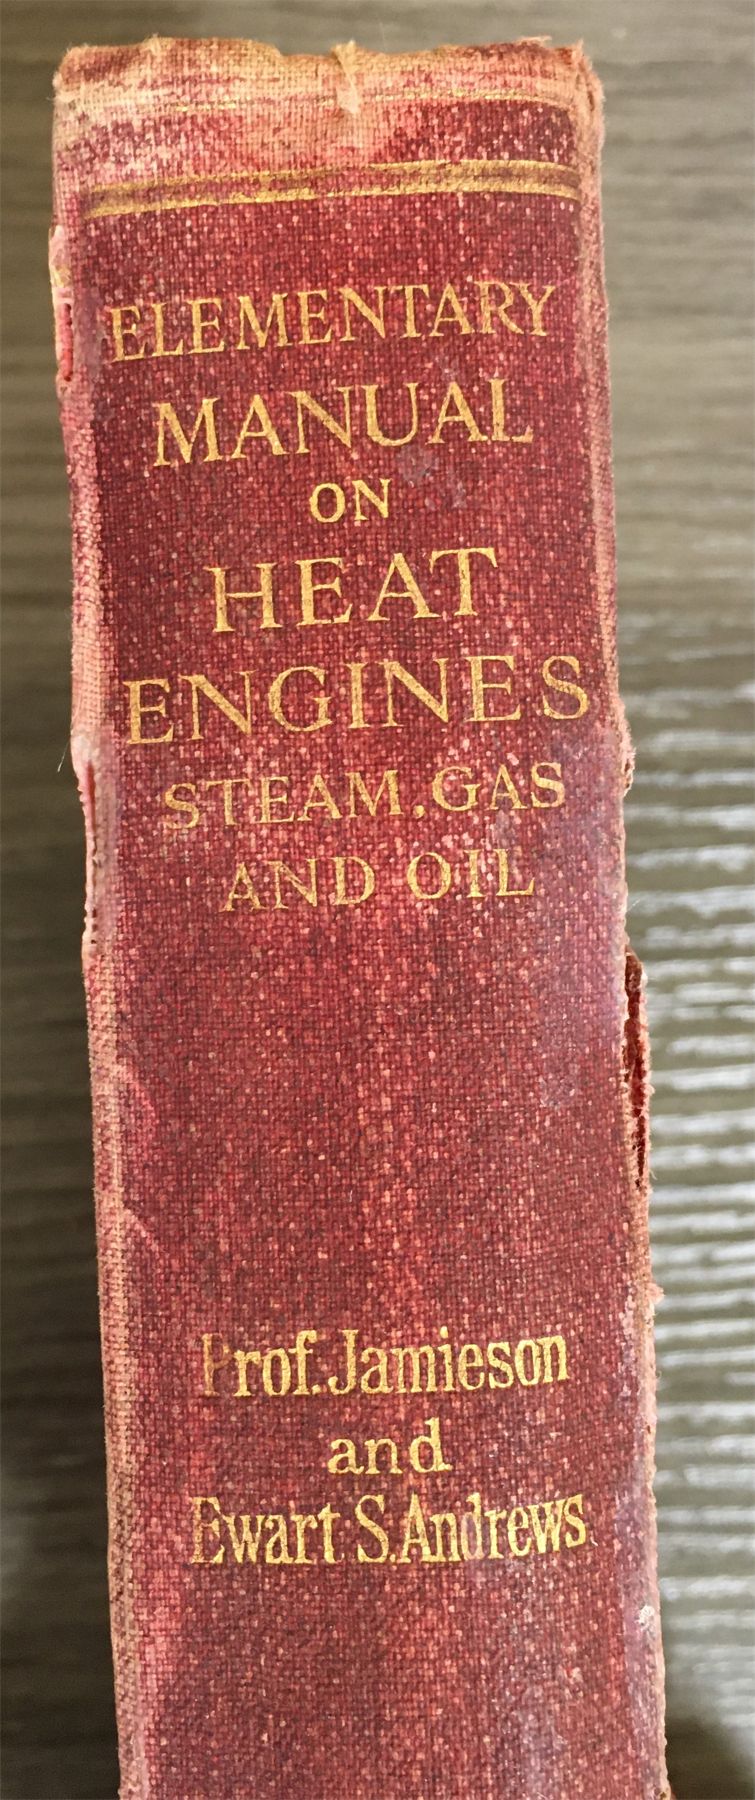 ELEMENTARY
MANUAL
ON
HEAT
ENGINES
STEAM, GAS
AND OIL
Prof. Jamieson
and
Ewart S. Andrews